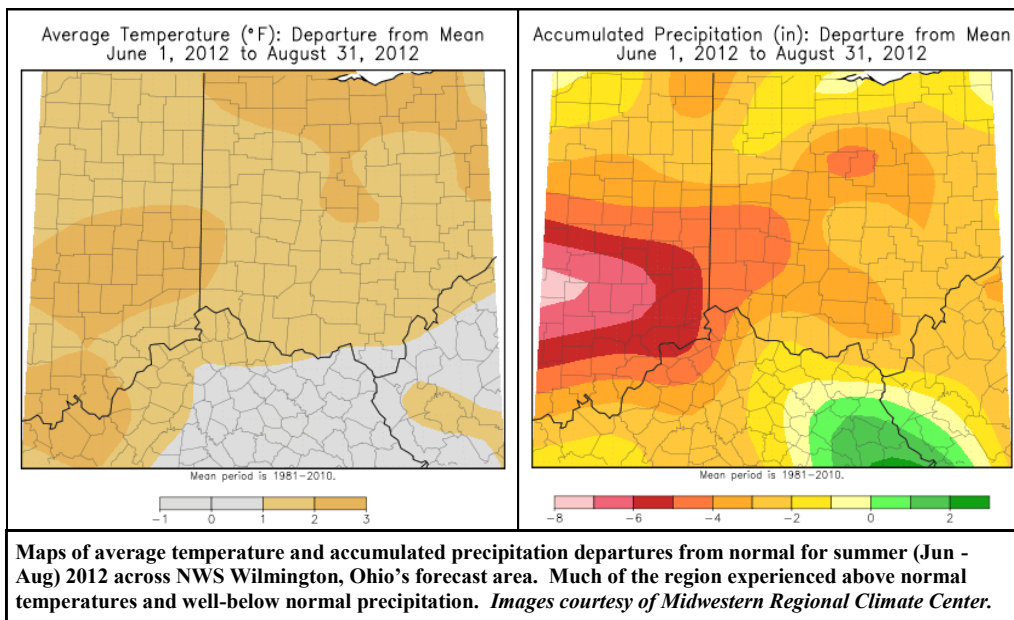 Average Temperature (°F): Departure from Mean
June 1, 2012 to August 31, 2012
Mean period is 1981-2010.
-1 0 1 2 3
Accumulated Precipitation (in): Departure from Mean
June 1, 2012 to August 31, 2012
Mean period is 1981-2010.
-8 -6 -4 -2 0 2
Maps of average temperature and accumulated precipitation departures from normal for summer (Jun -
Aug) 2012 across NWS Wilmington, Ohio's forecast area. Much of the region experienced above normal
temperatures and well-below normal precipitation. Images courtesy of Midwestern Regional Climate Center.